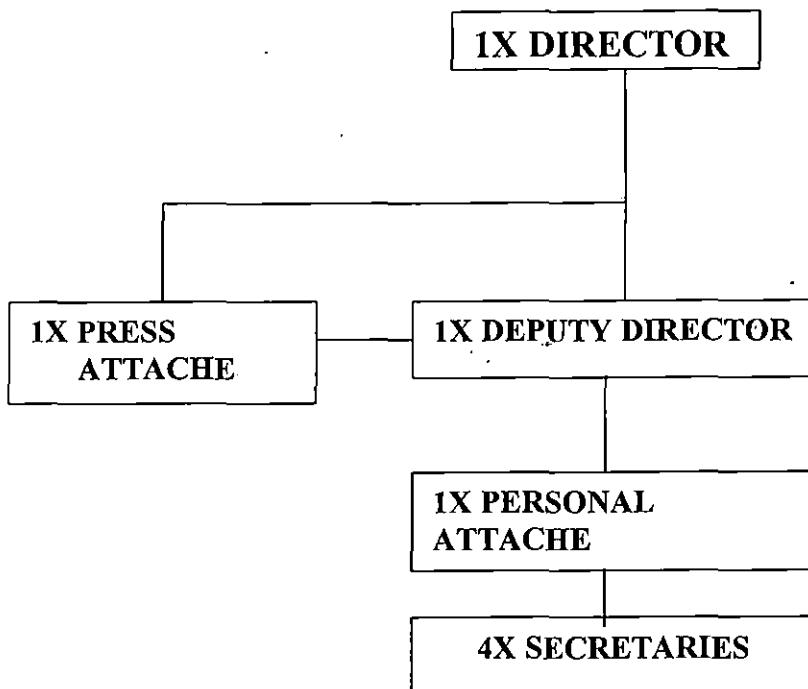 1X DIRECTOR
1X PRESS
ATTACHE
1X DEPUTY DIRECTOR
1X PERSONAL
ATTACHE
4X SECRETARIES